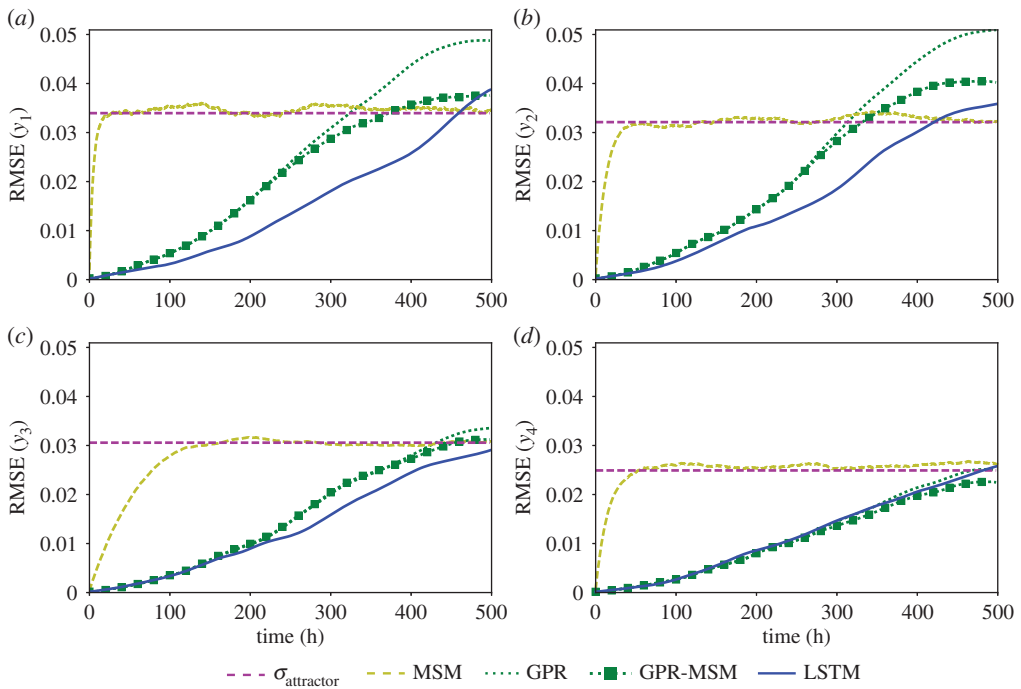 (a)
(b)
0.05
0.04
0.03
0.02
0.01
0
RMSE (y1)
0 100 200 300 400 500
0.05
0.04
0.03
0.02
0.01
0
RMSE (y2)
0 100 200 300 400 500
(c)
(d)
0.05
0.04
0.03
0.02
0.01
0
RMSE (y3)
0 100 200 300 400 500
time (h)
0.05
0.04
0.03
0.02
0.01
0
RMSE (y4)
0 100 200 300 400 500
time (h)
σattractor MSM GPR GPR-MSM LSTM